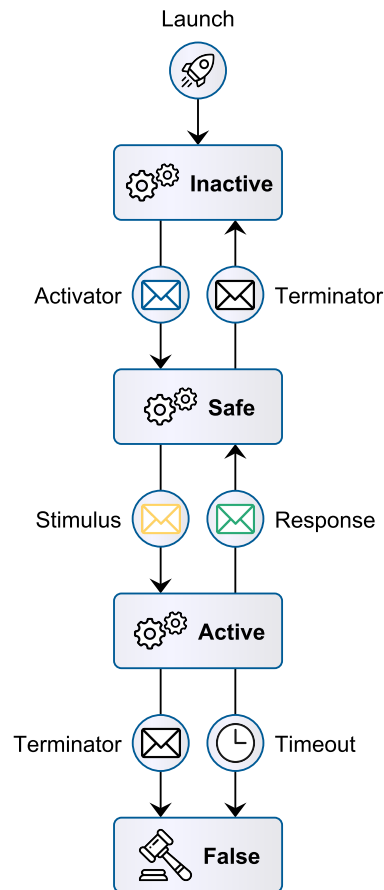 Launch
Inactive
Activator
Terminator
Safe
Stimulus
Response
Active
Terminator
Timeout
False